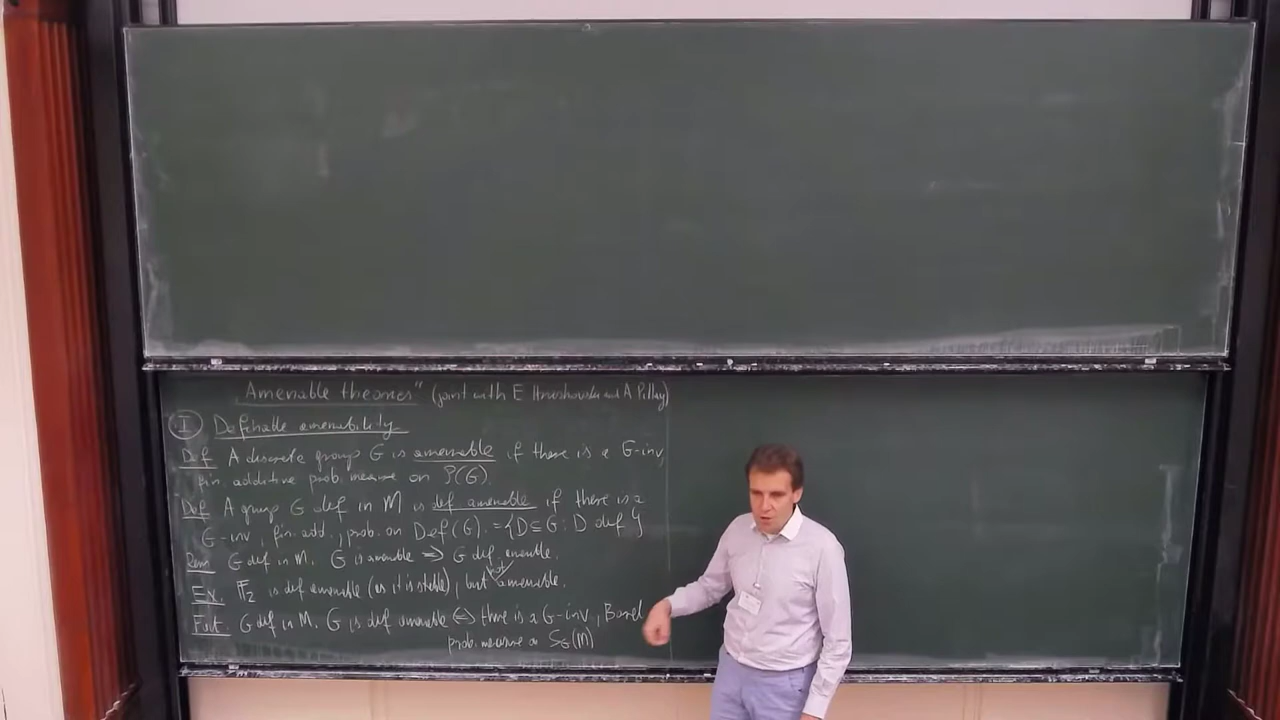 "Amenable theories" (joint with E Hrushovski and A Pillay)
I Definable amenability
Def A discrete group G is amenable if there is a G-inv,
fin. additive prob. measure on P(G).
Def A group G def in M is def amenable if there is a
G-inv, fin. add., prob. on Def(G). = {D ⊆ G : D def}
Rem G def in M. G is amenable ⇒ G def amenable.
Ex. F₂ is def amenable (as it is stable), but not amenable.
Fact. G def in M. G is def amenable ⇔ there is a G-inv, Borel
prob. measure on S_G(M)